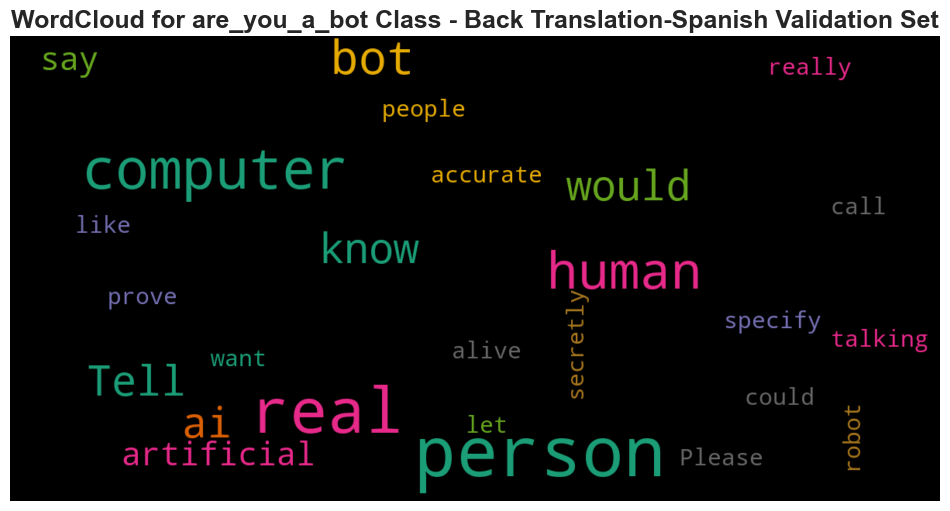 WordCloud for are_you_a_bot Class - Back Translation-Spanish Validation Set
say
bot
really
people
computer
accurate
would
call
like
know
human
prove
secretly
specify
talking
want
alive
Tell
real
could
ai
let
robot
artificial
person
Please